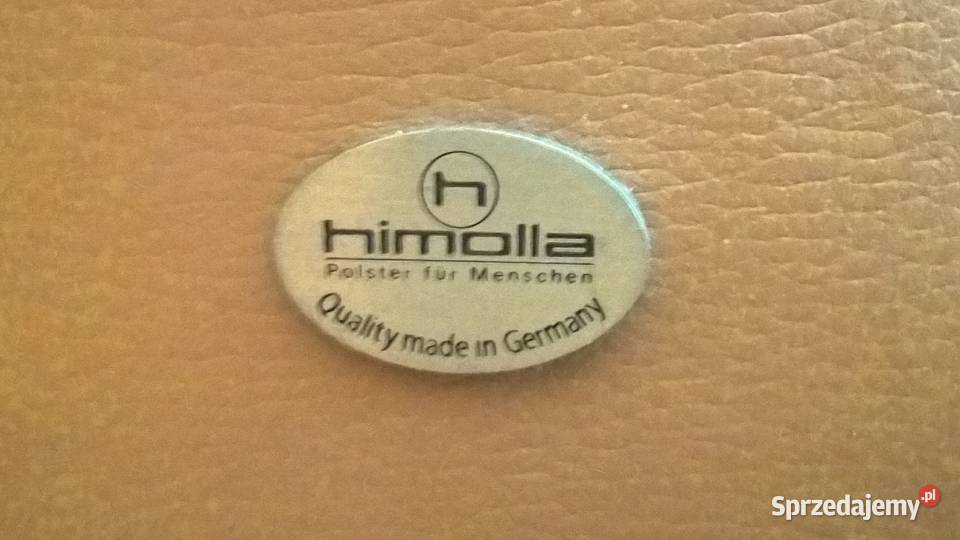 h
himolla
Polster für Menschen
Quality made in Germany
Sprzedajemy.pl